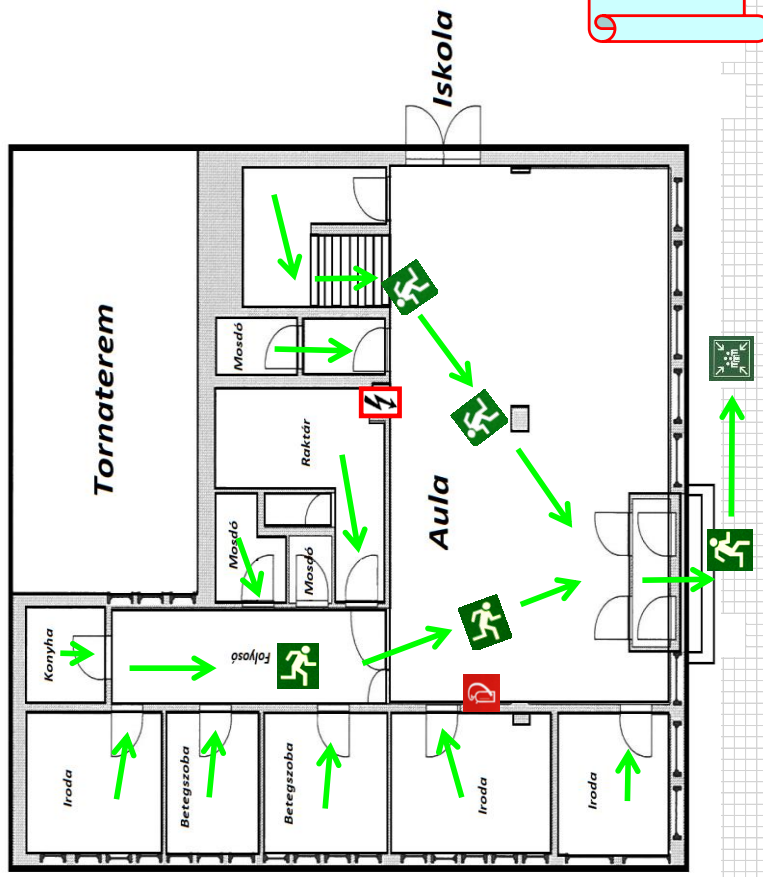 Iskola
Tornaterem
Mosdó
Raktár
Aula
Mosdó
Mosdó
Konyha
Folyosó
Iroda
Betegszoba
Betegszoba
Iroda
Iroda